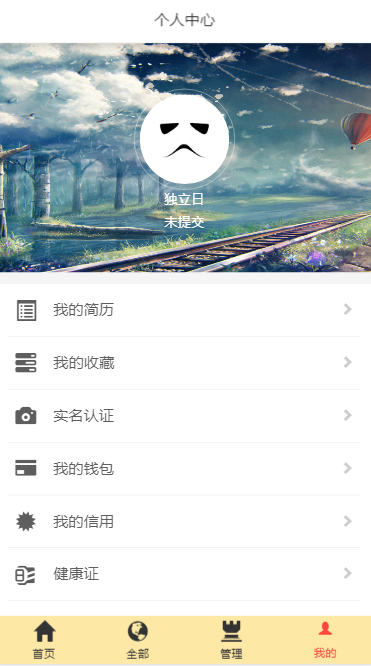 个人中心
独立日
未提交
我的简历
我的收藏
实名认证
我的钱包
我的信用
健康证
首页 全部 管理 我的